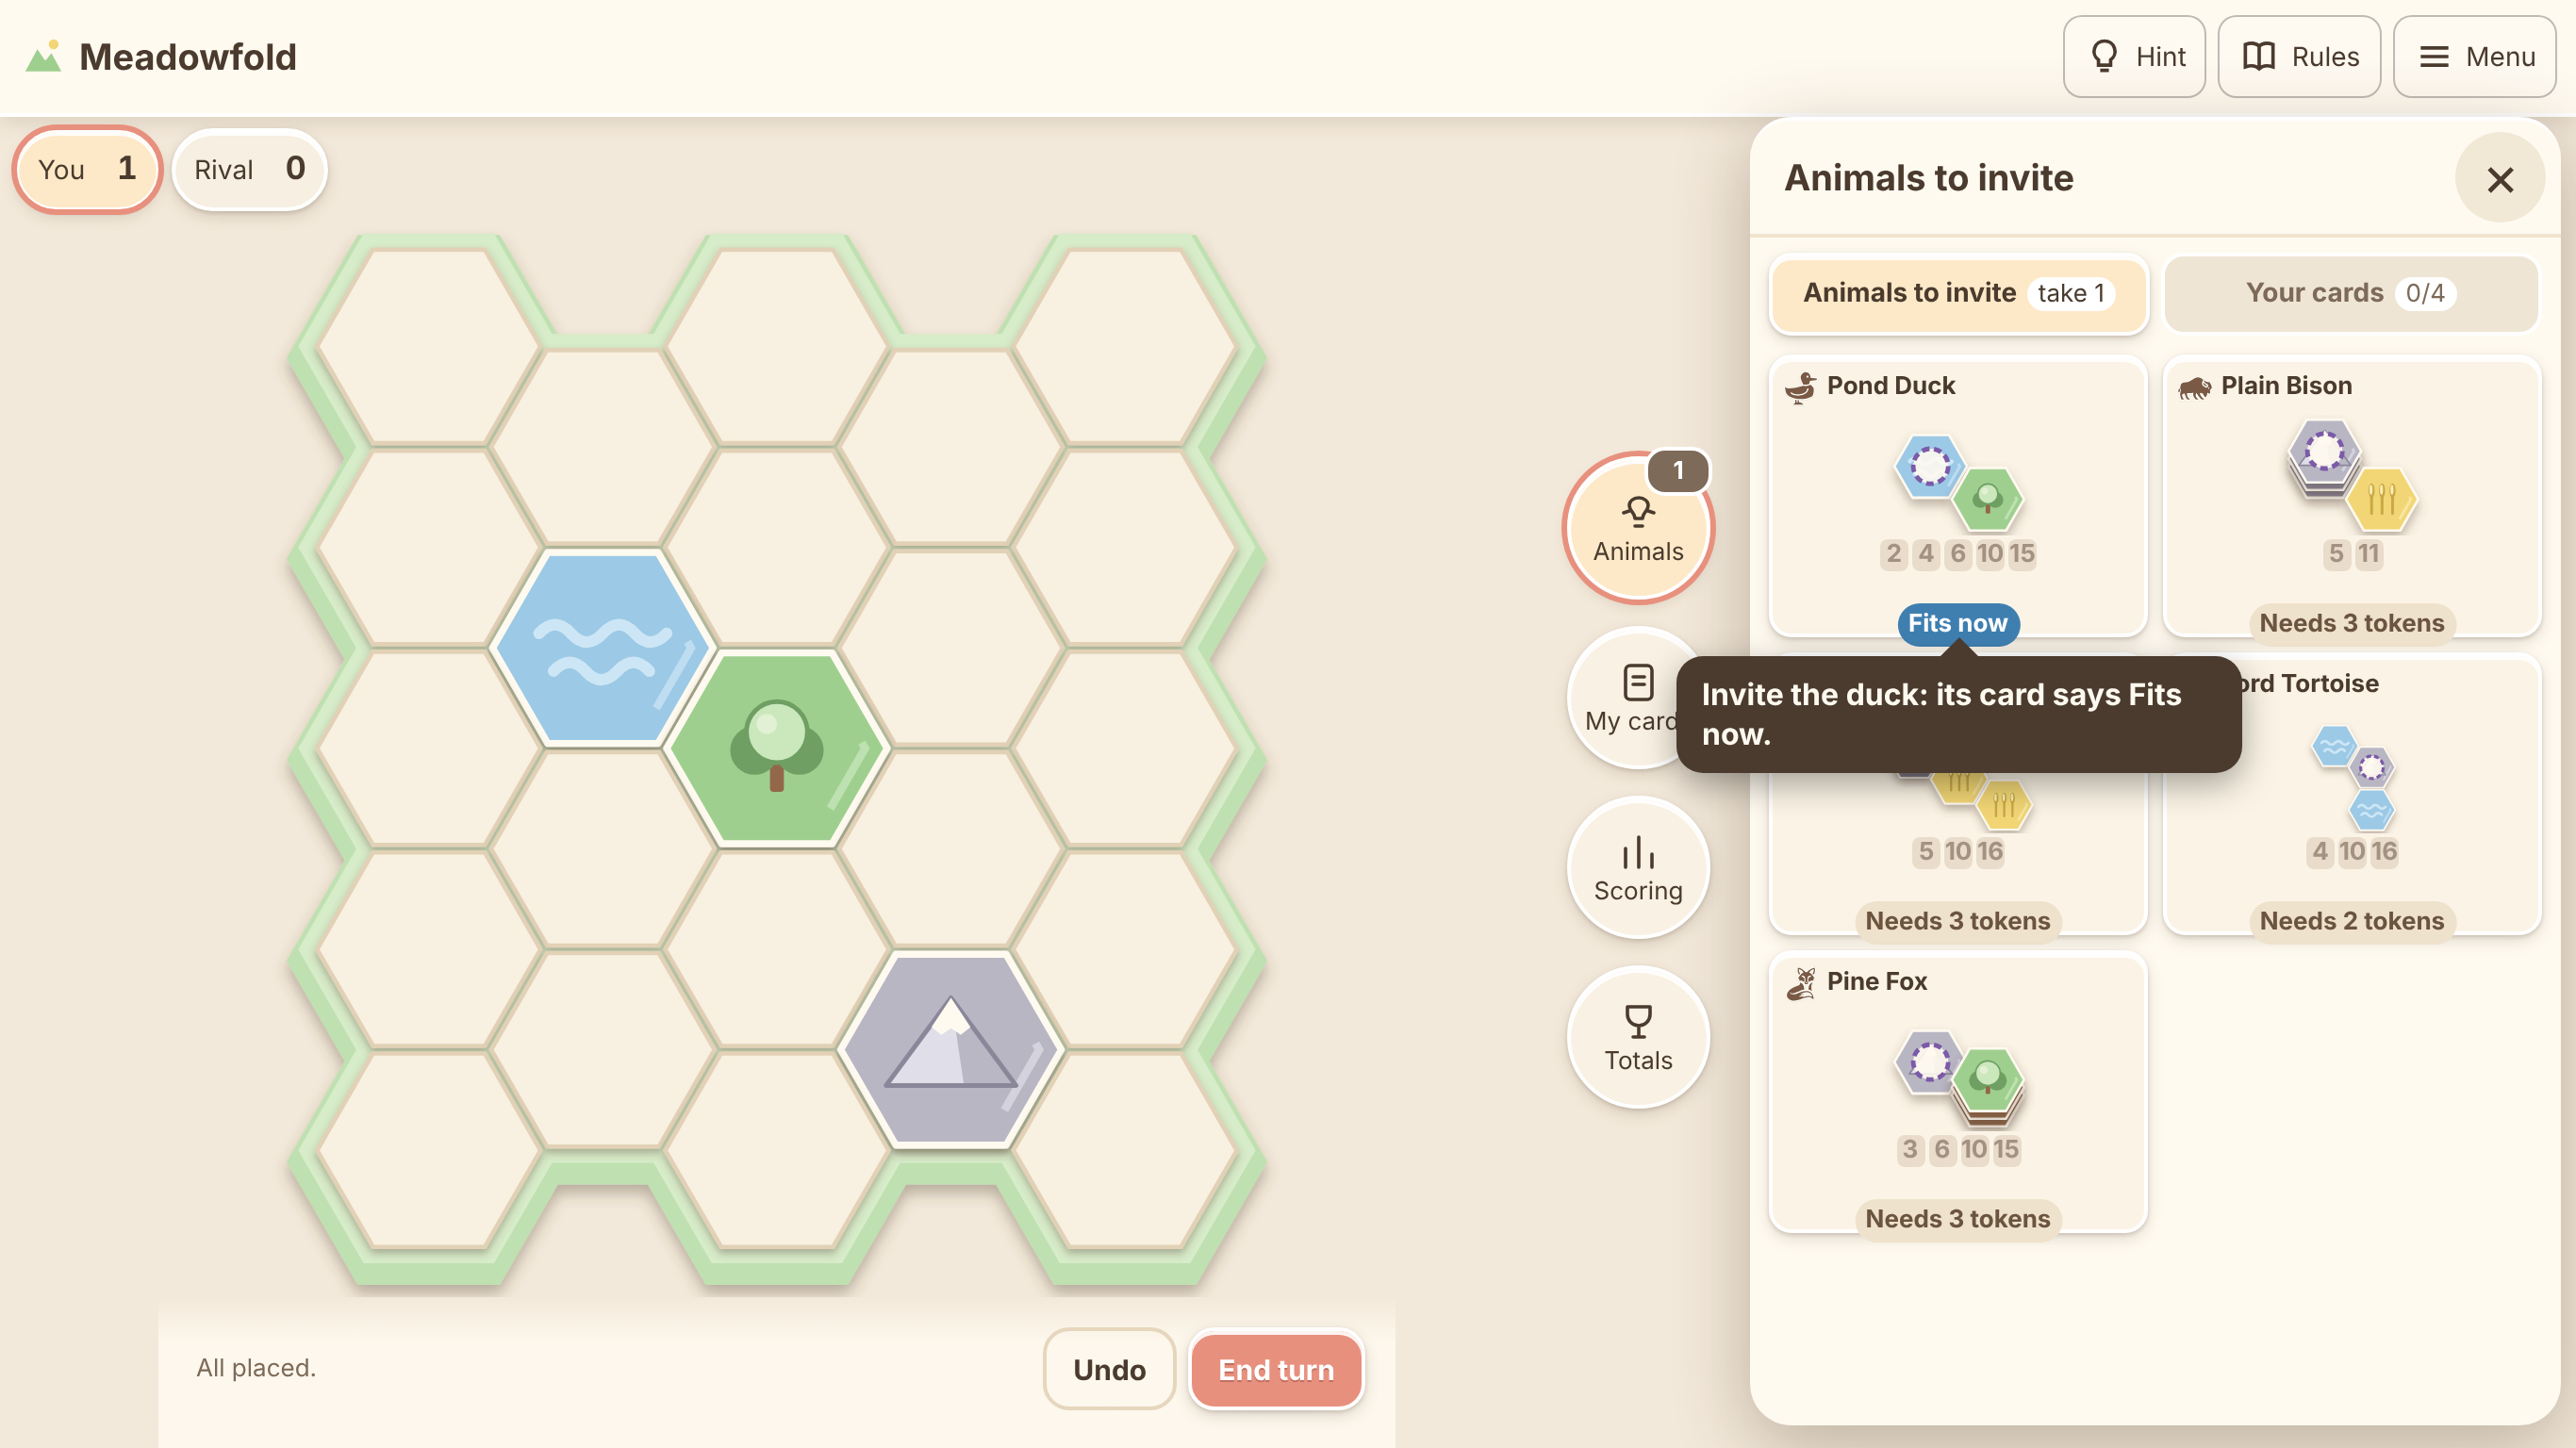 Meadowfold
Hint
Rules
Menu
You 1
Rival 0
Animals to invite
Animals to invite take 1
Your cards 0/4
Pond Duck
2 4 6 10 15
Fits now
Plain Bison
5 11
Needs 3 tokens
1
Animals
Invite the duck: its card says Fits
now.
Tortoise
My
5 10 16
Needs 3 tokens
4 10 16
Needs 2 tokens
Scoring
Pine Fox
3 6 10 15
Needs 3 tokens
Totals
All placed.
Undo
End turn